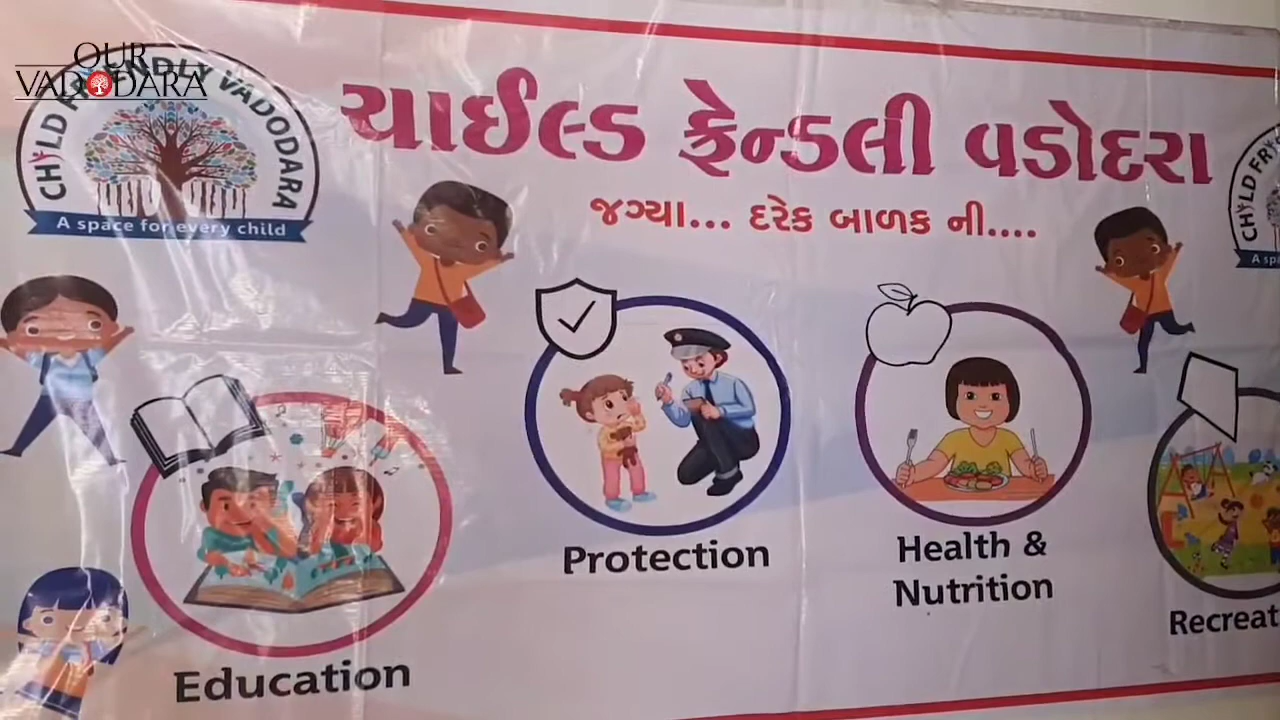 OUR
VADODARA
CHILD FRIENDLY VADODARA
A space for every child
ચાઈલ્ડ ફ્રેન્ડલી વડોદરા
જગ્યા... દરેક બાળક ની....
CHILD
Protection
Health &
Nutrition
Education